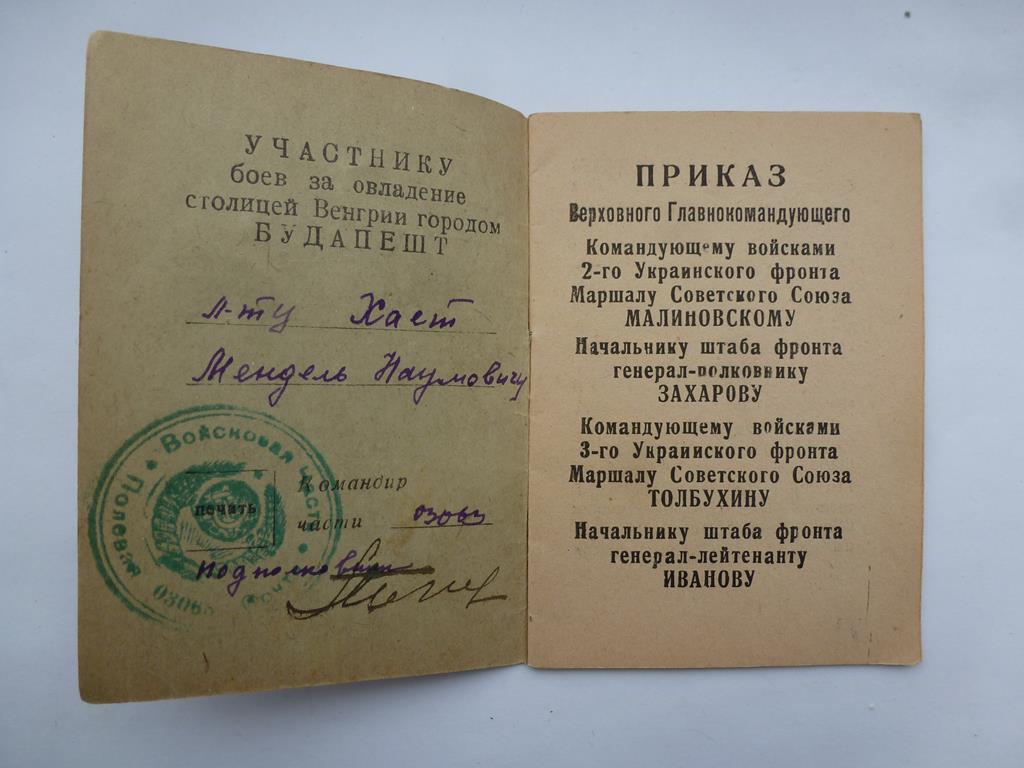 УЧАСТНИКУ
боев за овладение
столицей Венгрии городом
БУДАПЕШТ
л-ту Хаст
Мендель Наумовичу
Полевая • Войсковая часть •
03063
печать
Командир
части 03063
подполковник
ПРИКАЗ
Верховного Главнокомандующего
Командующему войсками
2-го Украинского фронта
Маршалу Советского Союза
МАЛИНОВСКОМУ
Начальнику штаба фронта
генерал-полковнику
ЗАХАРОВУ
Командующему войсками
3-го Украинского фронта
Маршалу Советского Союза
ТОЛБУХИНУ
Начальнику штаба фронта
генерал-лейтенанту
ИВАНОВУ